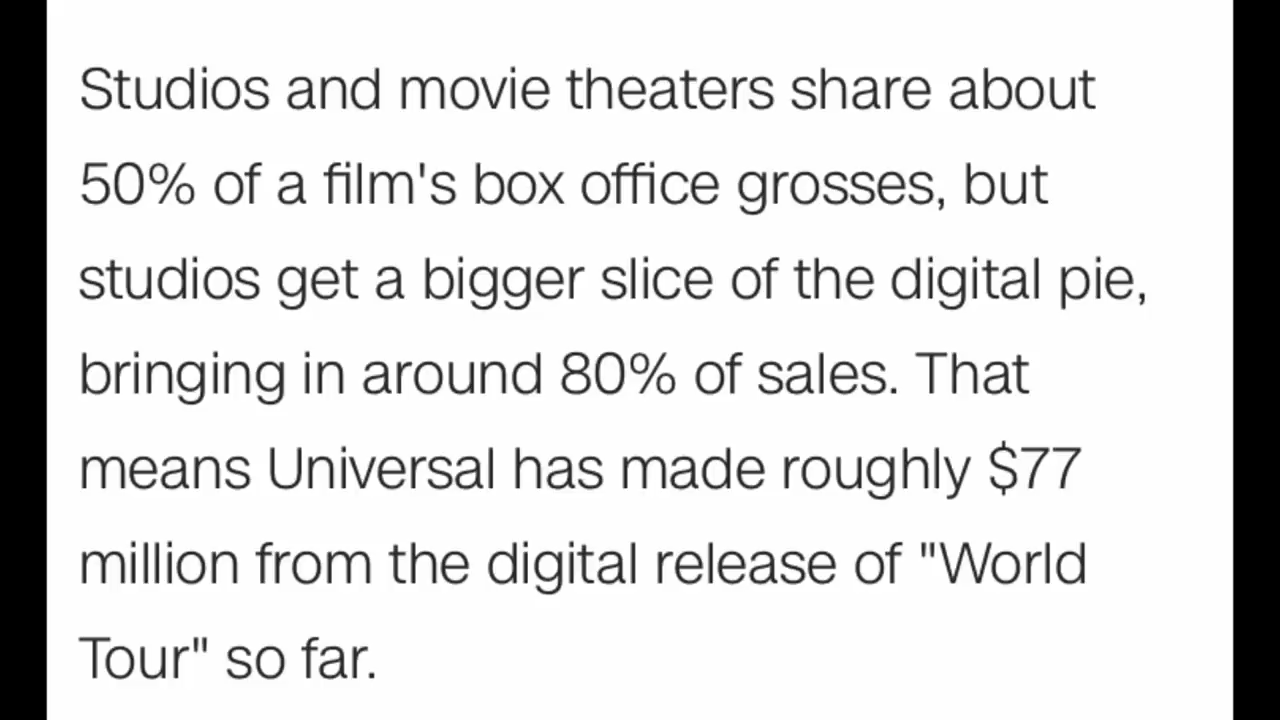 Studios and movie theaters share about
50% of a film's box office grosses, but
studios get a bigger slice of the digital pie,
bringing in around 80% of sales. That
means Universal has made roughly $77
million from the digital release of "World
Tour" so far.